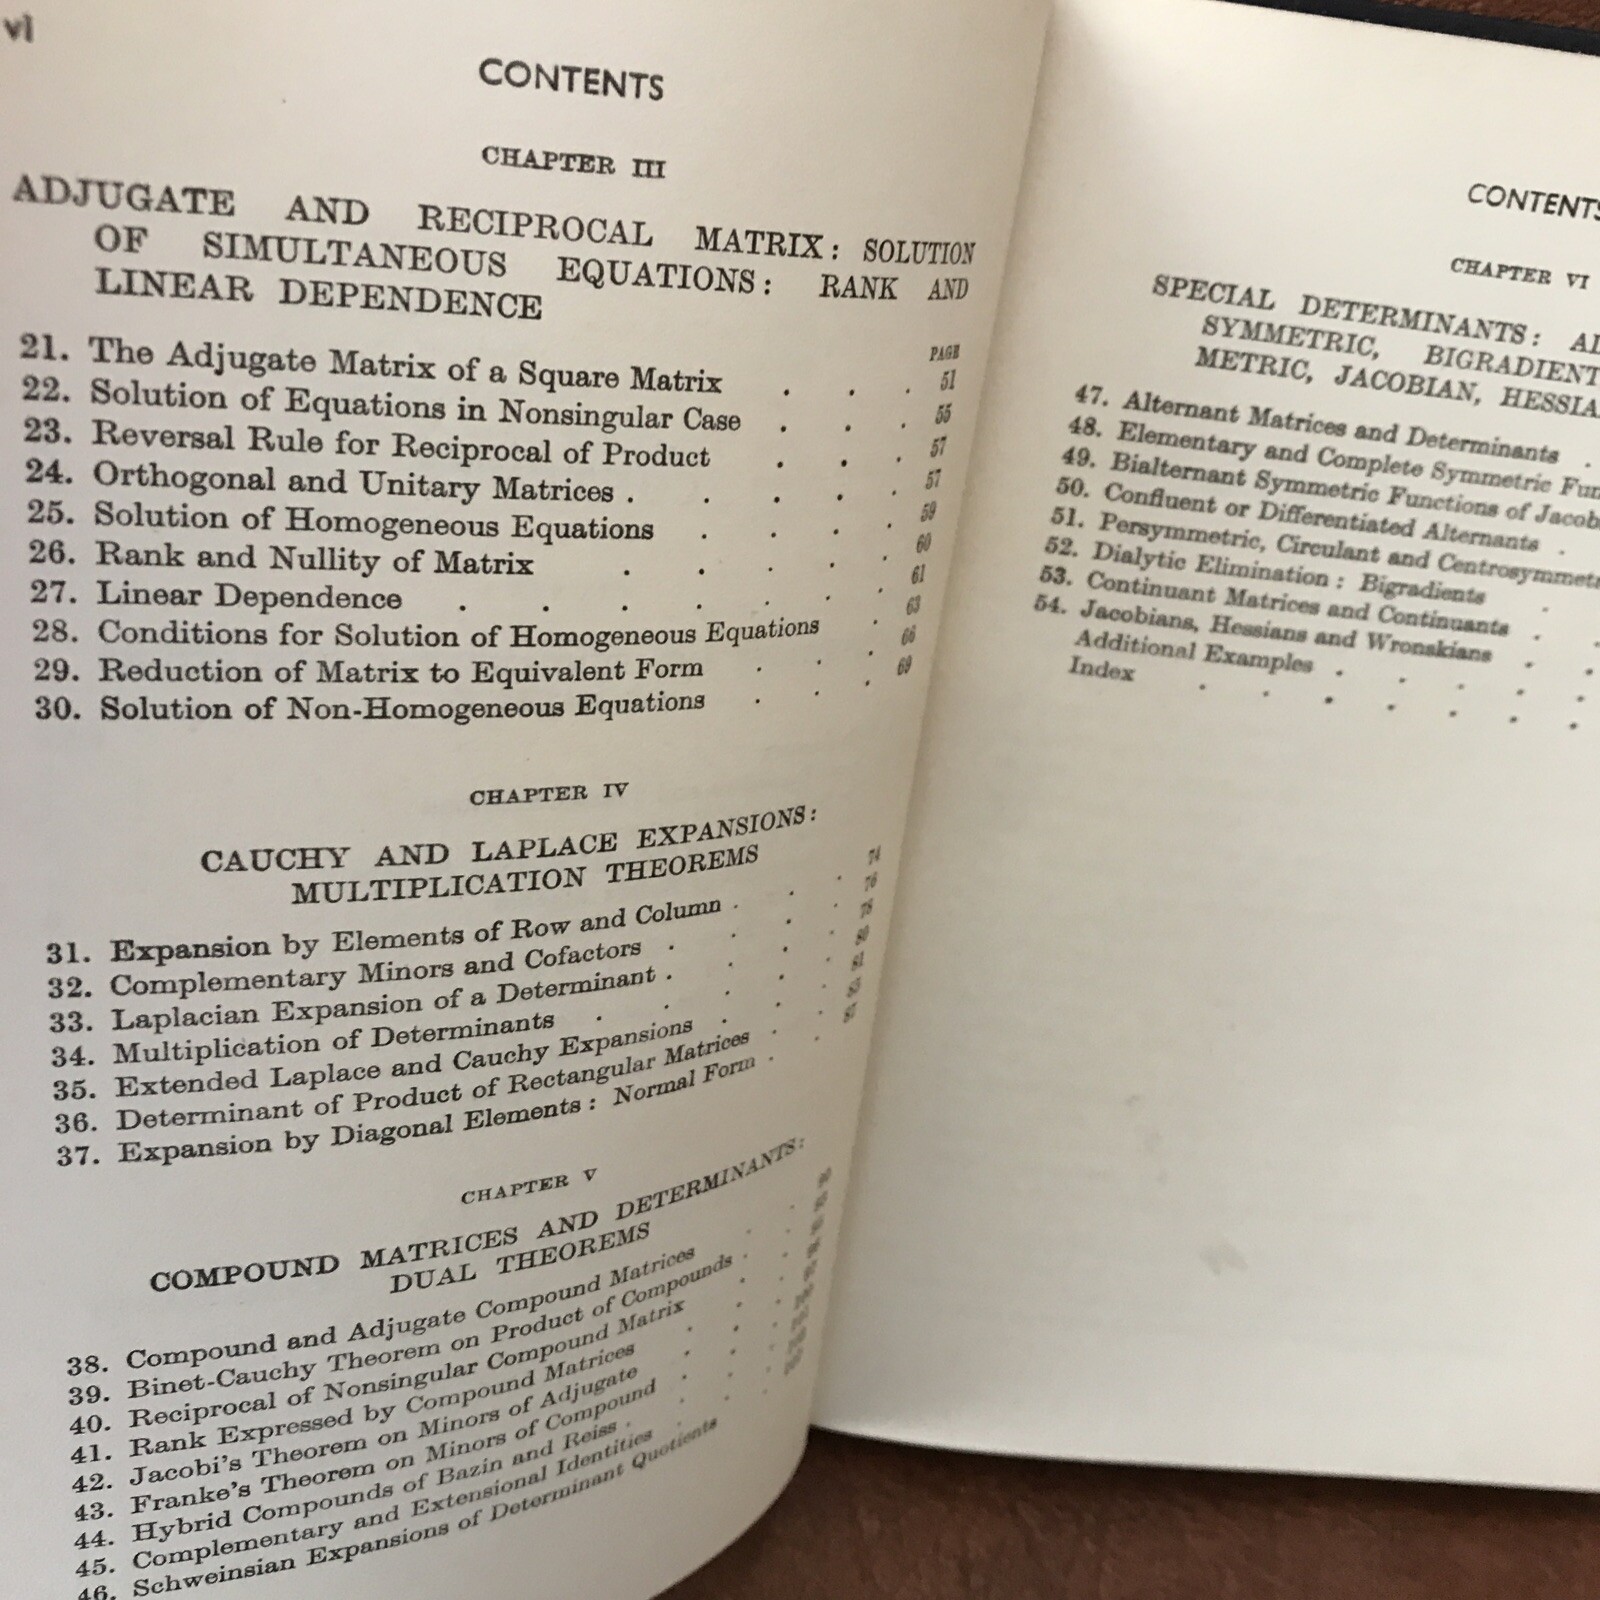 vi
CONTENTS
CHAPTER III
ADJUGATE AND RECIPROCAL MATRIX: SOLUTION
OF SIMULTANEOUS EQUATIONS: RANK AND
LINEAR DEPENDENCE
PAGE
21. The Adjugate Matrix of a Square Matrix . . . 51
22. Solution of Equations in Nonsingular Case . . . 55
23. Reversal Rule for Reciprocal of Product . . . 57
24. Orthogonal and Unitary Matrices . . . . . 57
25. Solution of Homogeneous Equations . . . . 59
26. Rank and Nullity of Matrix . . . . . 60
27. Linear Dependence . . . . . . . 61
28. Conditions for Solution of Homogeneous Equations . 63
29. Reduction of Matrix to Equivalent Form . . . 66
30. Solution of Non-Homogeneous Equations . . . 69
CHAPTER IV
CAUCHY AND LAPLACE EXPANSIONS:
MULTIPLICATION THEOREMS
31. Expansion by Elements of Row and Column . . . 74
32. Complementary Minors and Cofactors . . . . 76
33. Laplacian Expansion of a Determinant . . . . 78
34. Multiplication of Determinants . . . . . 80
35. Extended Laplace and Cauchy Expansions . . . 81
36. Determinant of Product of Rectangular Matrices . .
37. Expansion by Diagonal Elements: Normal Form . . 87
CHAPTER V
COMPOUND MATRICES AND DETERMINANTS:
DUAL THEOREMS
38. Compound and Adjugate Compound Matrices
39. Binet-Cauchy Theorem on Product of Compounds
40. Reciprocal of Nonsingular Compound Matrix
41. Rank Expressed by Compound Matrices
42. Jacobi's Theorem on Minors of Adjugate
43. Franke's Theorem on Minors of Compound
44. Hybrid Compounds of Bazin and Reiss
45. Complementary and Extensional Identities
46. Schweinsian Expansions of Determinant Quotients
CONTENTS
CHAPTER VI
SPECIAL DETERMINANTS: AL
SYMMETRIC, BIGRADIENT
METRIC, JACOBIAN, HESSIA
47. Alternant Matrices and Determinants .
48. Elementary and Complete Symmetric Fun
49. Bialternant Symmetric Functions of Jacob
50. Confluent or Differentiated Alternants .
51. Persymmetric, Circulant and Centrosymmetr
52. Dialytic Elimination: Bigradients .
53. Continuant Matrices and Continuants . .
54. Jacobians, Hessians and Wronskians . .
Additional Examples . . . . .
Index . . . . . . .